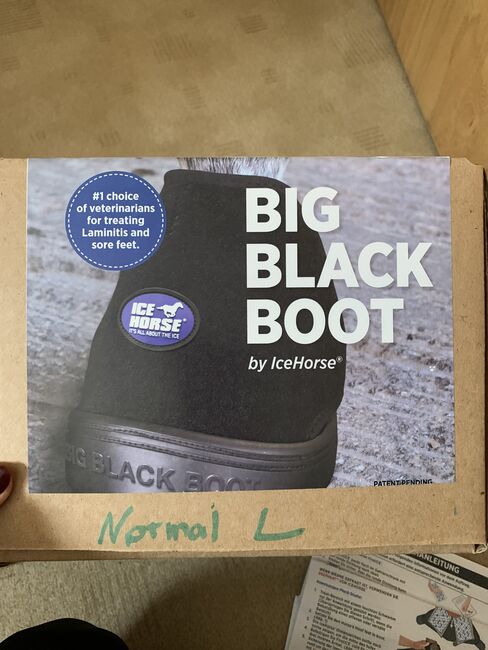 #1 choice
of veterinarians
for treating
Laminitis and
sore feet.
BIG
BLACK
BOOT
by IceHorse®
ICE
HORSE®
IT'S ALL ABOUT THE ICE
BIG BLACK BOOT
PATENT PENDING
Normal L
ANLEITUNG